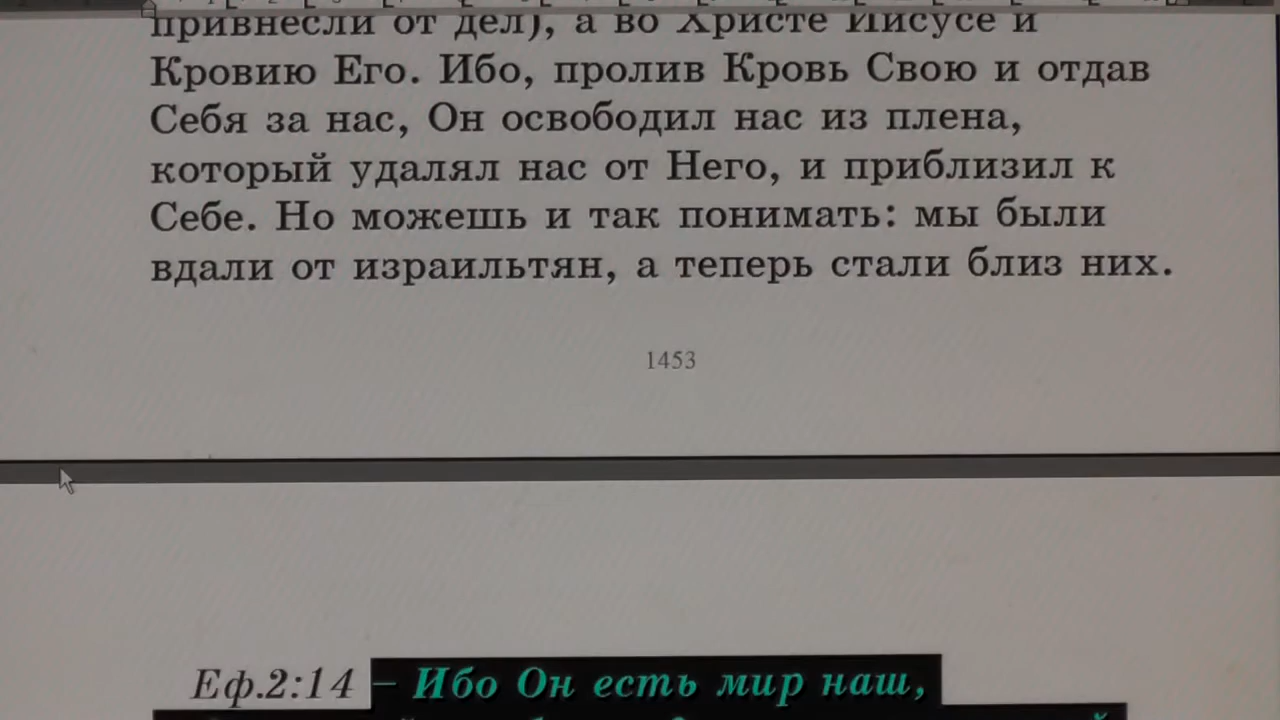 привнесли от дел), а во Христе Иисусе и
Кровию Его. Ибо, пролив Кровь Свою и отдав
Себя за нас, Он освободил нас из плена,
который удалял нас от Него, и приблизил к
Себе. Но можешь и так понимать: мы были
вдали от израильтян, а теперь стали близ них.
1453
Еф.2:14 – Ибо Он есть мир наш,